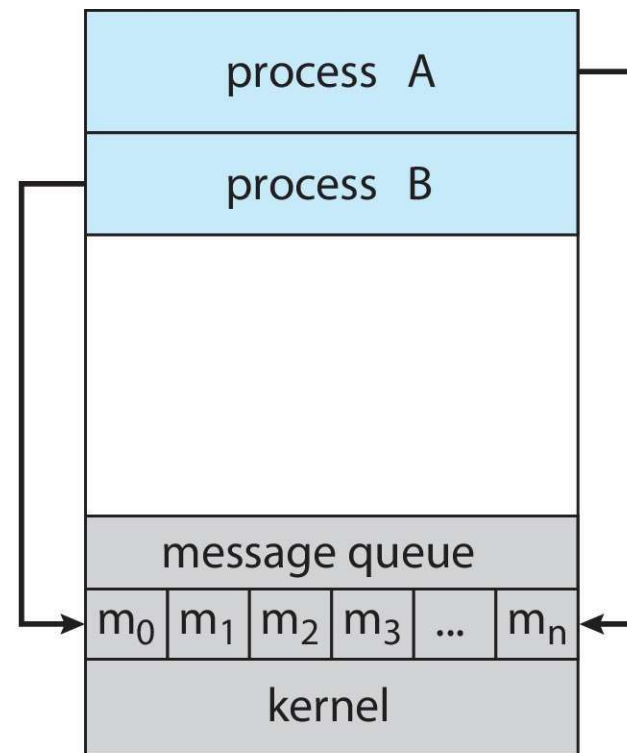 process A
process B
message queue
m₀ m₁ m₂ m₃ ... mₙ
kernel